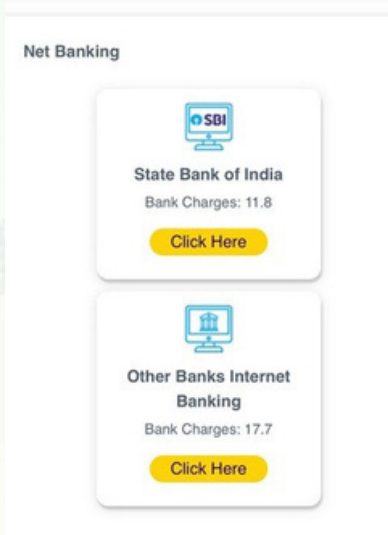 Net Banking
SBI
State Bank of India
Bank Charges: 11.8
Click Here
Other Banks Internet
Banking
Bank Charges: 17.7
Click Here